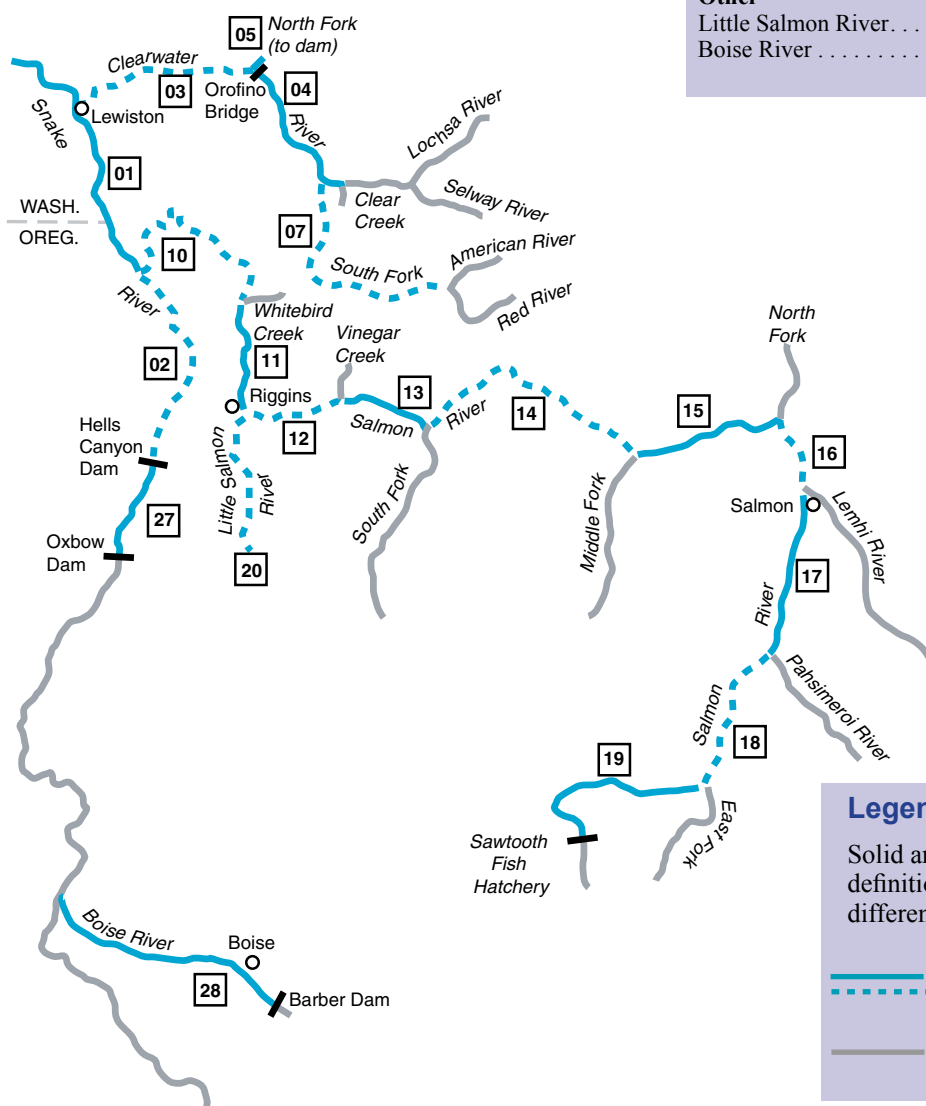 Other
Little Salmon River. . .
Boise River . . . . . . . . .
05
North Fork
(to dam)
Clearwater
03
Orofino
Bridge
04
River
Snake
Lewiston
01
WASH.
OREG.
10
River
02
Lochsa River
Selway River
Clear
Creek
07
South Fork
American River
Red River
Whitebird
Creek
11
Riggins
Vinegar
Creek
12
13
Salmon
River
14
15
North
Fork
16
Hells
Canyon
Dam
27
Oxbow
Dam
Little Salmon
River
20
South Fork
Middle Fork
Salmon
Lemhi River
17
River
Pahsimeroi River
Salmon
18
19
East Fork
Sawtooth
Fish
Hatchery
Boise River
Boise
28
Barber Dam
Solid
definitio
differen